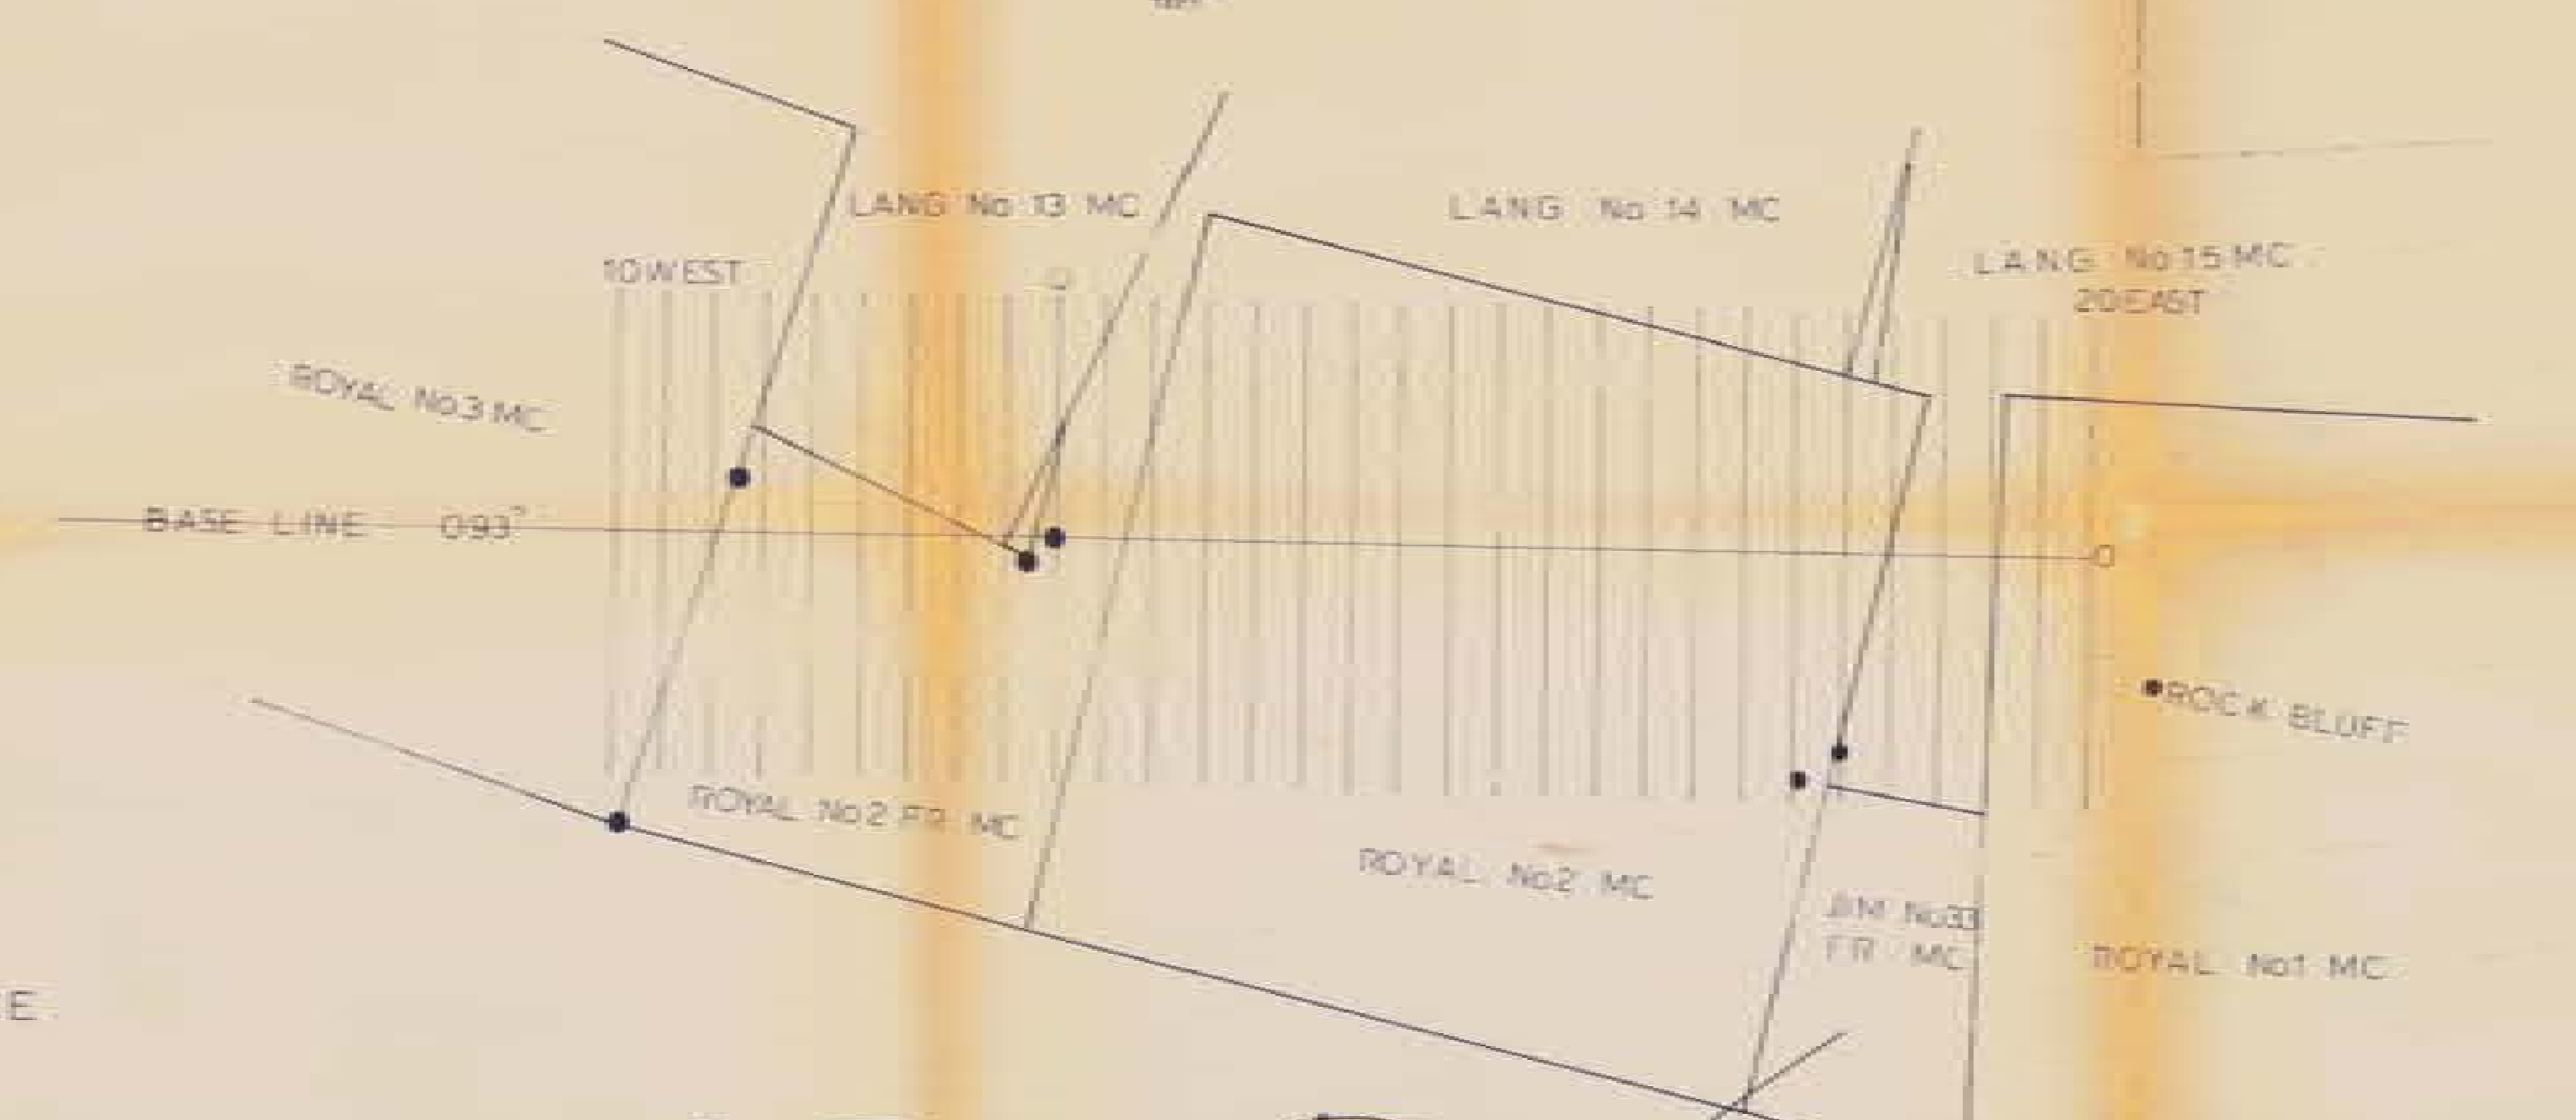 LANG No 13 MC
LANG No 14 MC
LANG No 15 MC
10 WEST
0
20 EAST
ROYAL No 3 MC
BASE LINE 093°
0
ROCK BLUFF
ROYAL No 2 FR MC
ROYAL No 2 MC
JIM No 33
FR MC
ROYAL No 1 MC
E